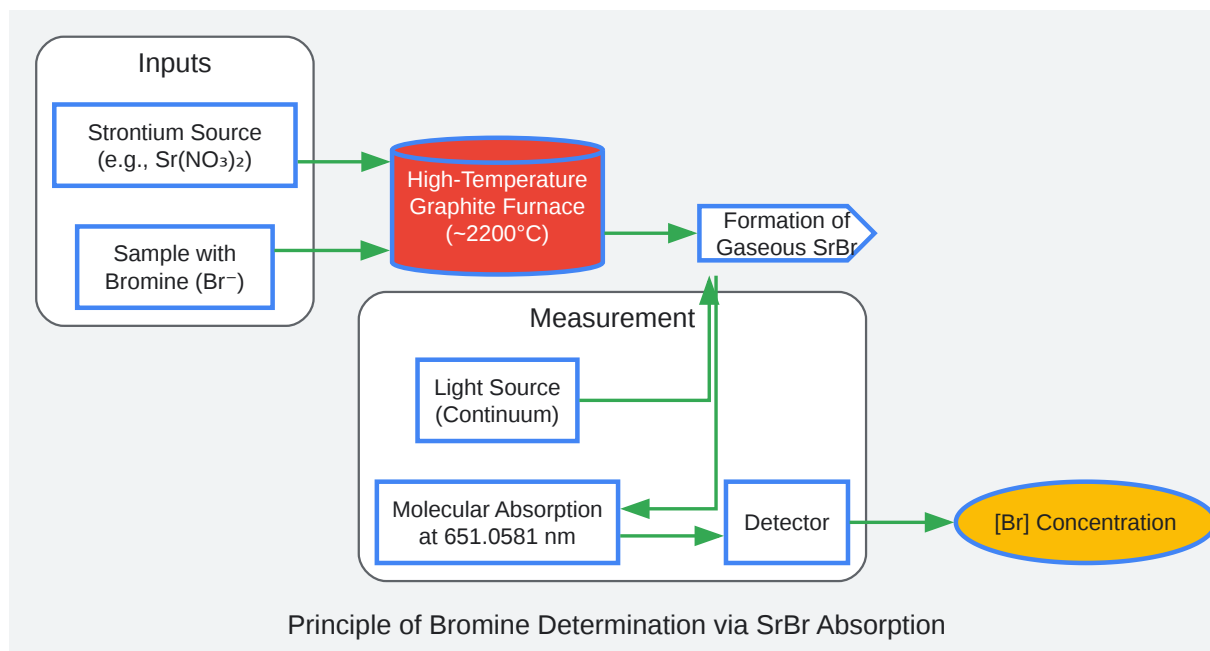 Inputs
Strontium Source
(e.g., Sr(NO₃)₂)
Sample with
Bromine (Br⁻)
High-Temperature
Graphite Furnace
(~2200°C)
Formation of
Gaseous SrBr
Measurement
Light Source
(Continuum)
Molecular Absorption
at 651.0581 nm
Detector
[Br] Concentration
Principle of Bromine Determination via SrBr Absorption